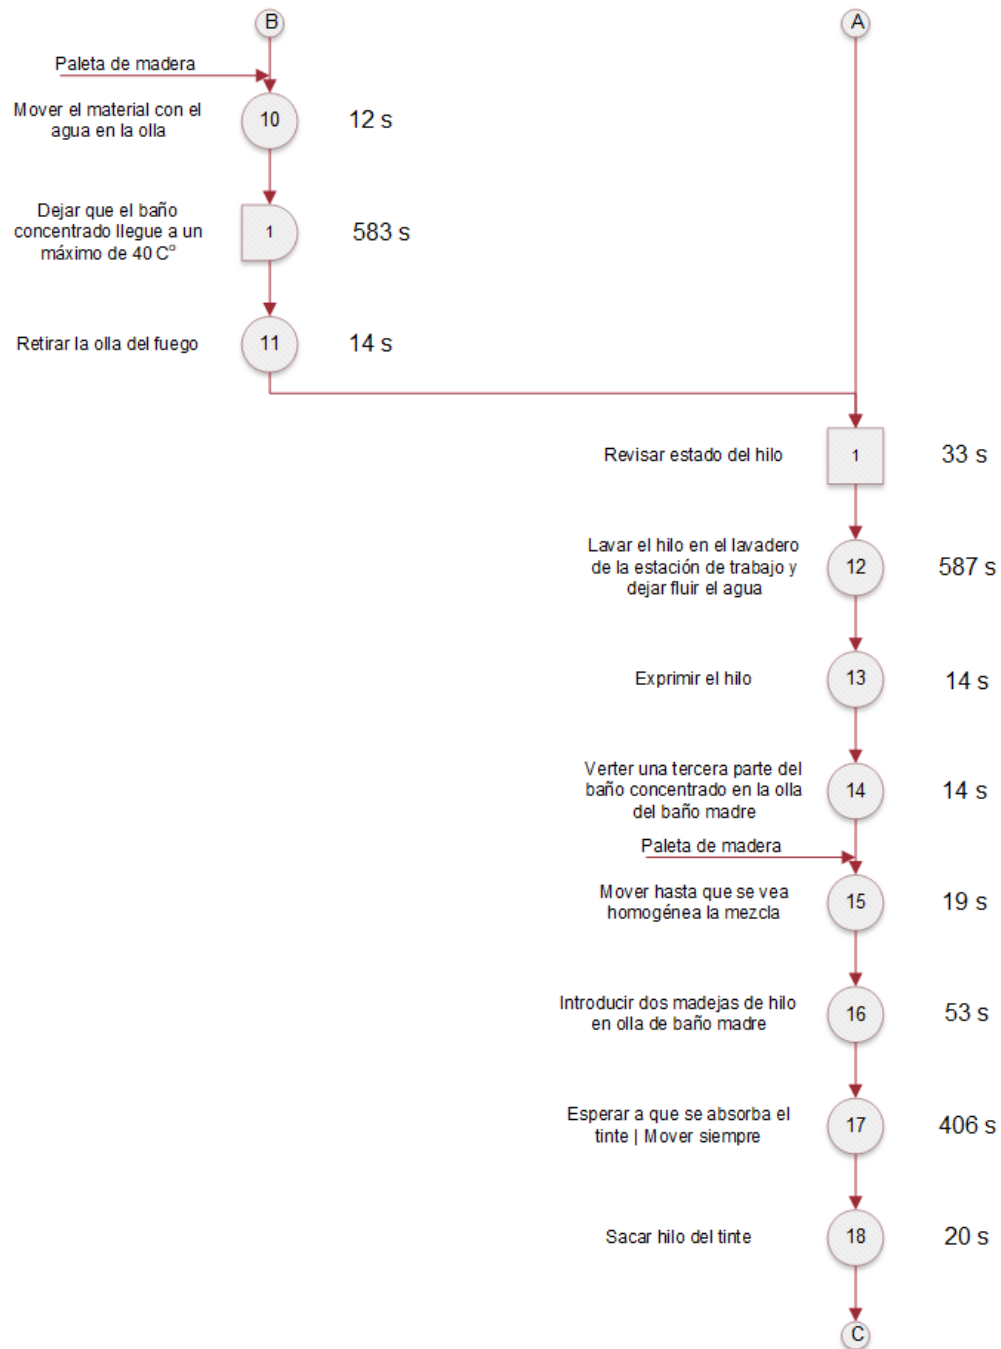 B
A
Paleta de madera
Mover el material con el
agua en la olla
10
12 s
Dejar que el baño
concentrado llegue a un
máximo de 40 C°
1
583 s
Retirar la olla del fuego
11
14 s
Revisar estado del hilo
1
33 s
Lavar el hilo en el lavadero
de la estación de trabajo y
dejar fluir el agua
12
587 s
Exprimir el hilo
13
14 s
Verter una tercera parte del
baño concentrado en la olla
del baño madre
14
14 s
Paleta de madera
Mover hasta que se vea
homogénea la mezcla
15
19 s
Introducir dos madejas de hilo
en olla de baño madre
16
53 s
Esperar a que se absorba el
tinte | Mover siempre
17
406 s
Sacar hilo del tinte
18
20 s
C